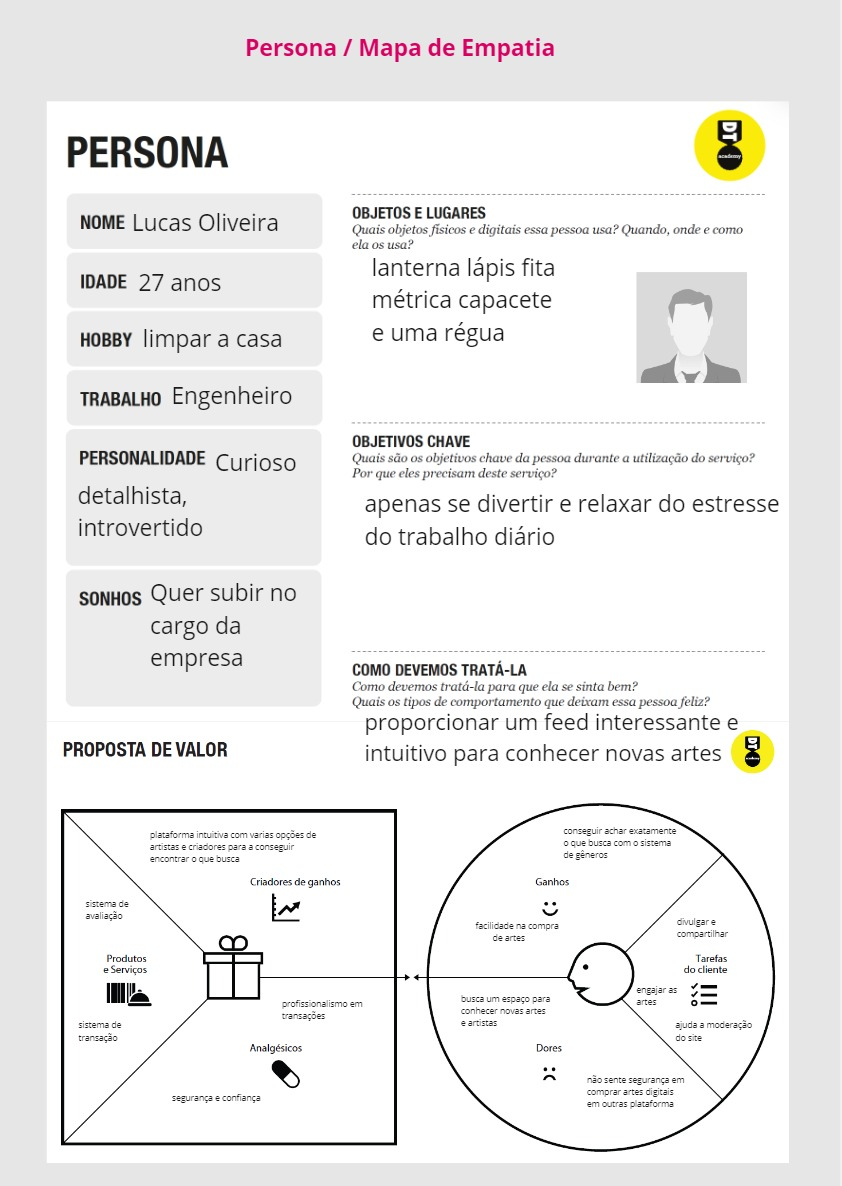 Persona / Mapa de Empatia
PERSONA
DT
academy
NOME Lucas Oliveira
IDADE 27 anos
HOBBY limpar a casa
TRABALHO Engenheiro
PERSONALIDADE Curioso
detalhista,
introvertido
SONHOS Quer subir no
cargo da
empresa
OBJETOS E LUGARES
Quais objetos físicos e digitais essa pessoa usa? Quando, onde e como
ela os usa?
lanterna lápis fita
métrica capacete
e uma régua
OBJETIVOS CHAVE
Quais são os objetivos chave da pessoa durante a utilização do serviço?
Por que eles precisam deste serviço?
apenas se divertir e relaxar do estresse
do trabalho diário
COMO DEVEMOS TRATÁ-LA
Como devemos tratá-la para que ela se sinta bem?
Quais os tipos de comportamento que deixam essa pessoa feliz?
proporcionar um feed interessante e
intuitivo para conhecer novas artes
PROPOSTA DE VALOR
DT
academy
plataforma intuitiva com varias opções de
artistas e criadores para a conseguir
encontrar o que busca
Criadores de ganhos
sistema de
avaliação
Produtos
e Serviços
sistema de
transação
profissionalismo em
transações
Analgésicos
segurança e confiança
conseguir achar exatamente
o que busca com o sistema
de gêneros
Ganhos
facilidade na compra
de artes
divulgar e
compartilhar
Tarefas
do cliente
engajar as
artes
ajuda a moderação
do site
busca um espaço para
conhecer novas artes
e artistas
Dores
não sente segurança em
comprar artes digitais
em outras plataforma